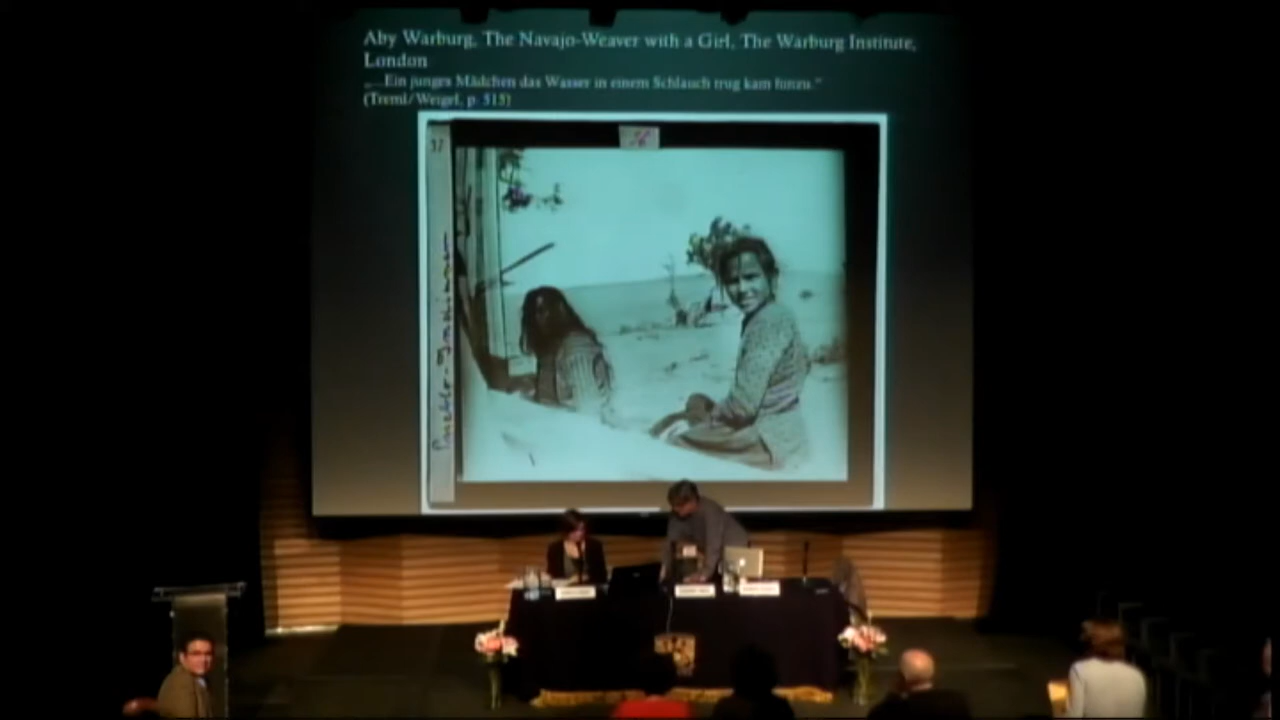 Aby Warburg, The Navajo-Weaver with a Girl, The Warburg Institute,
London
„...Ein junges Mädchen das Wasser in einem Schlauch trug kam hinzu.“
(Treml/Weigel, p. 515)
37